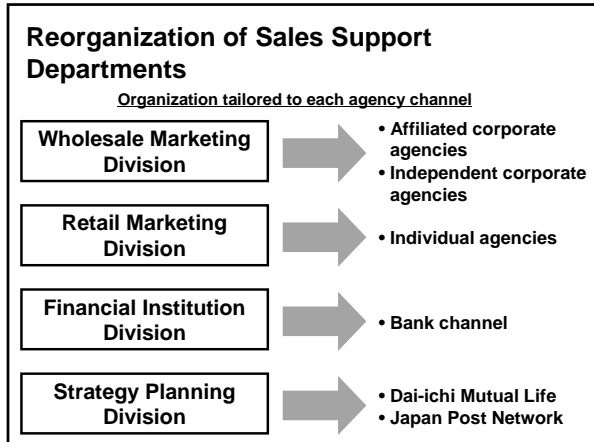 Reorganization of Sales Support
Departments
Organization tailored to each agency channel
Wholesale Marketing
Division
• Affiliated corporate
agencies
• Independent corporate
agencies
Retail Marketing
Division
• Individual agencies
Financial Institution
Division
• Bank channel
Strategy Planning
Division
• Dai-ichi Mutual Life
• Japan Post Network